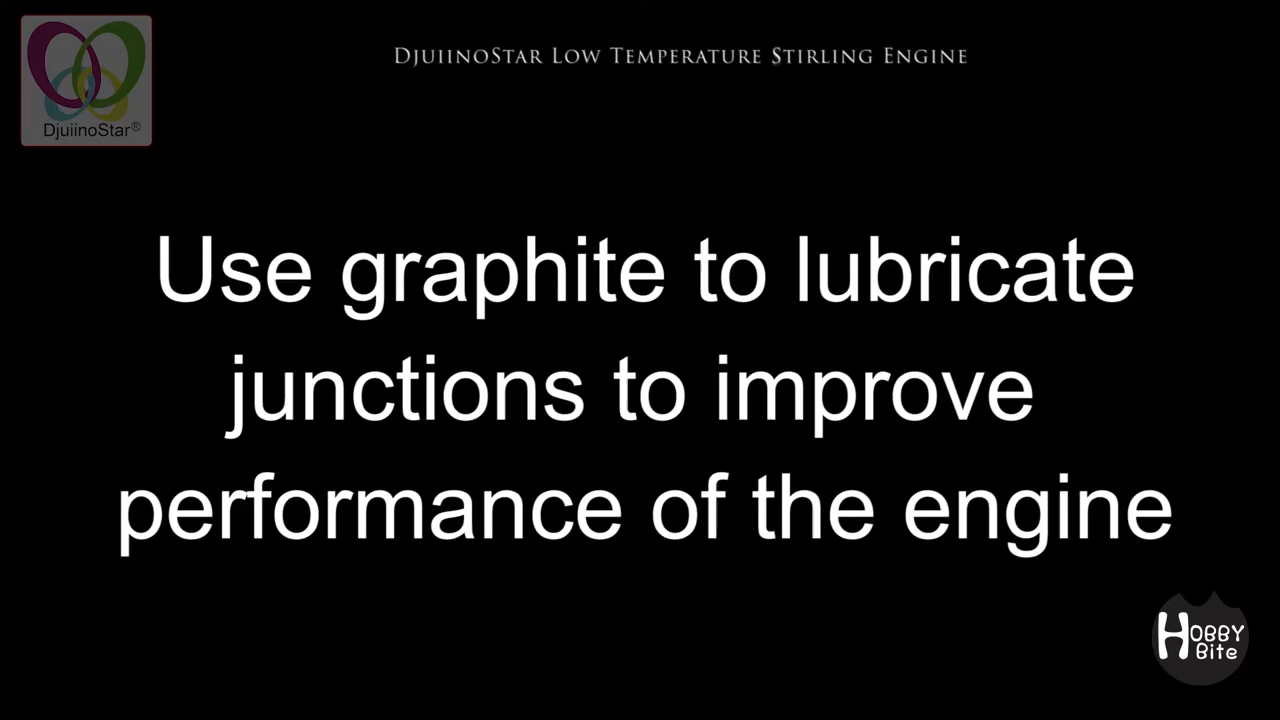 DjuiinoStar®
DJUIINOSTAR LOW TEMPERATURE STIRLING ENGINE
Use graphite to lubricate
junctions to improve
performance of the engine
HOBBY
Bite